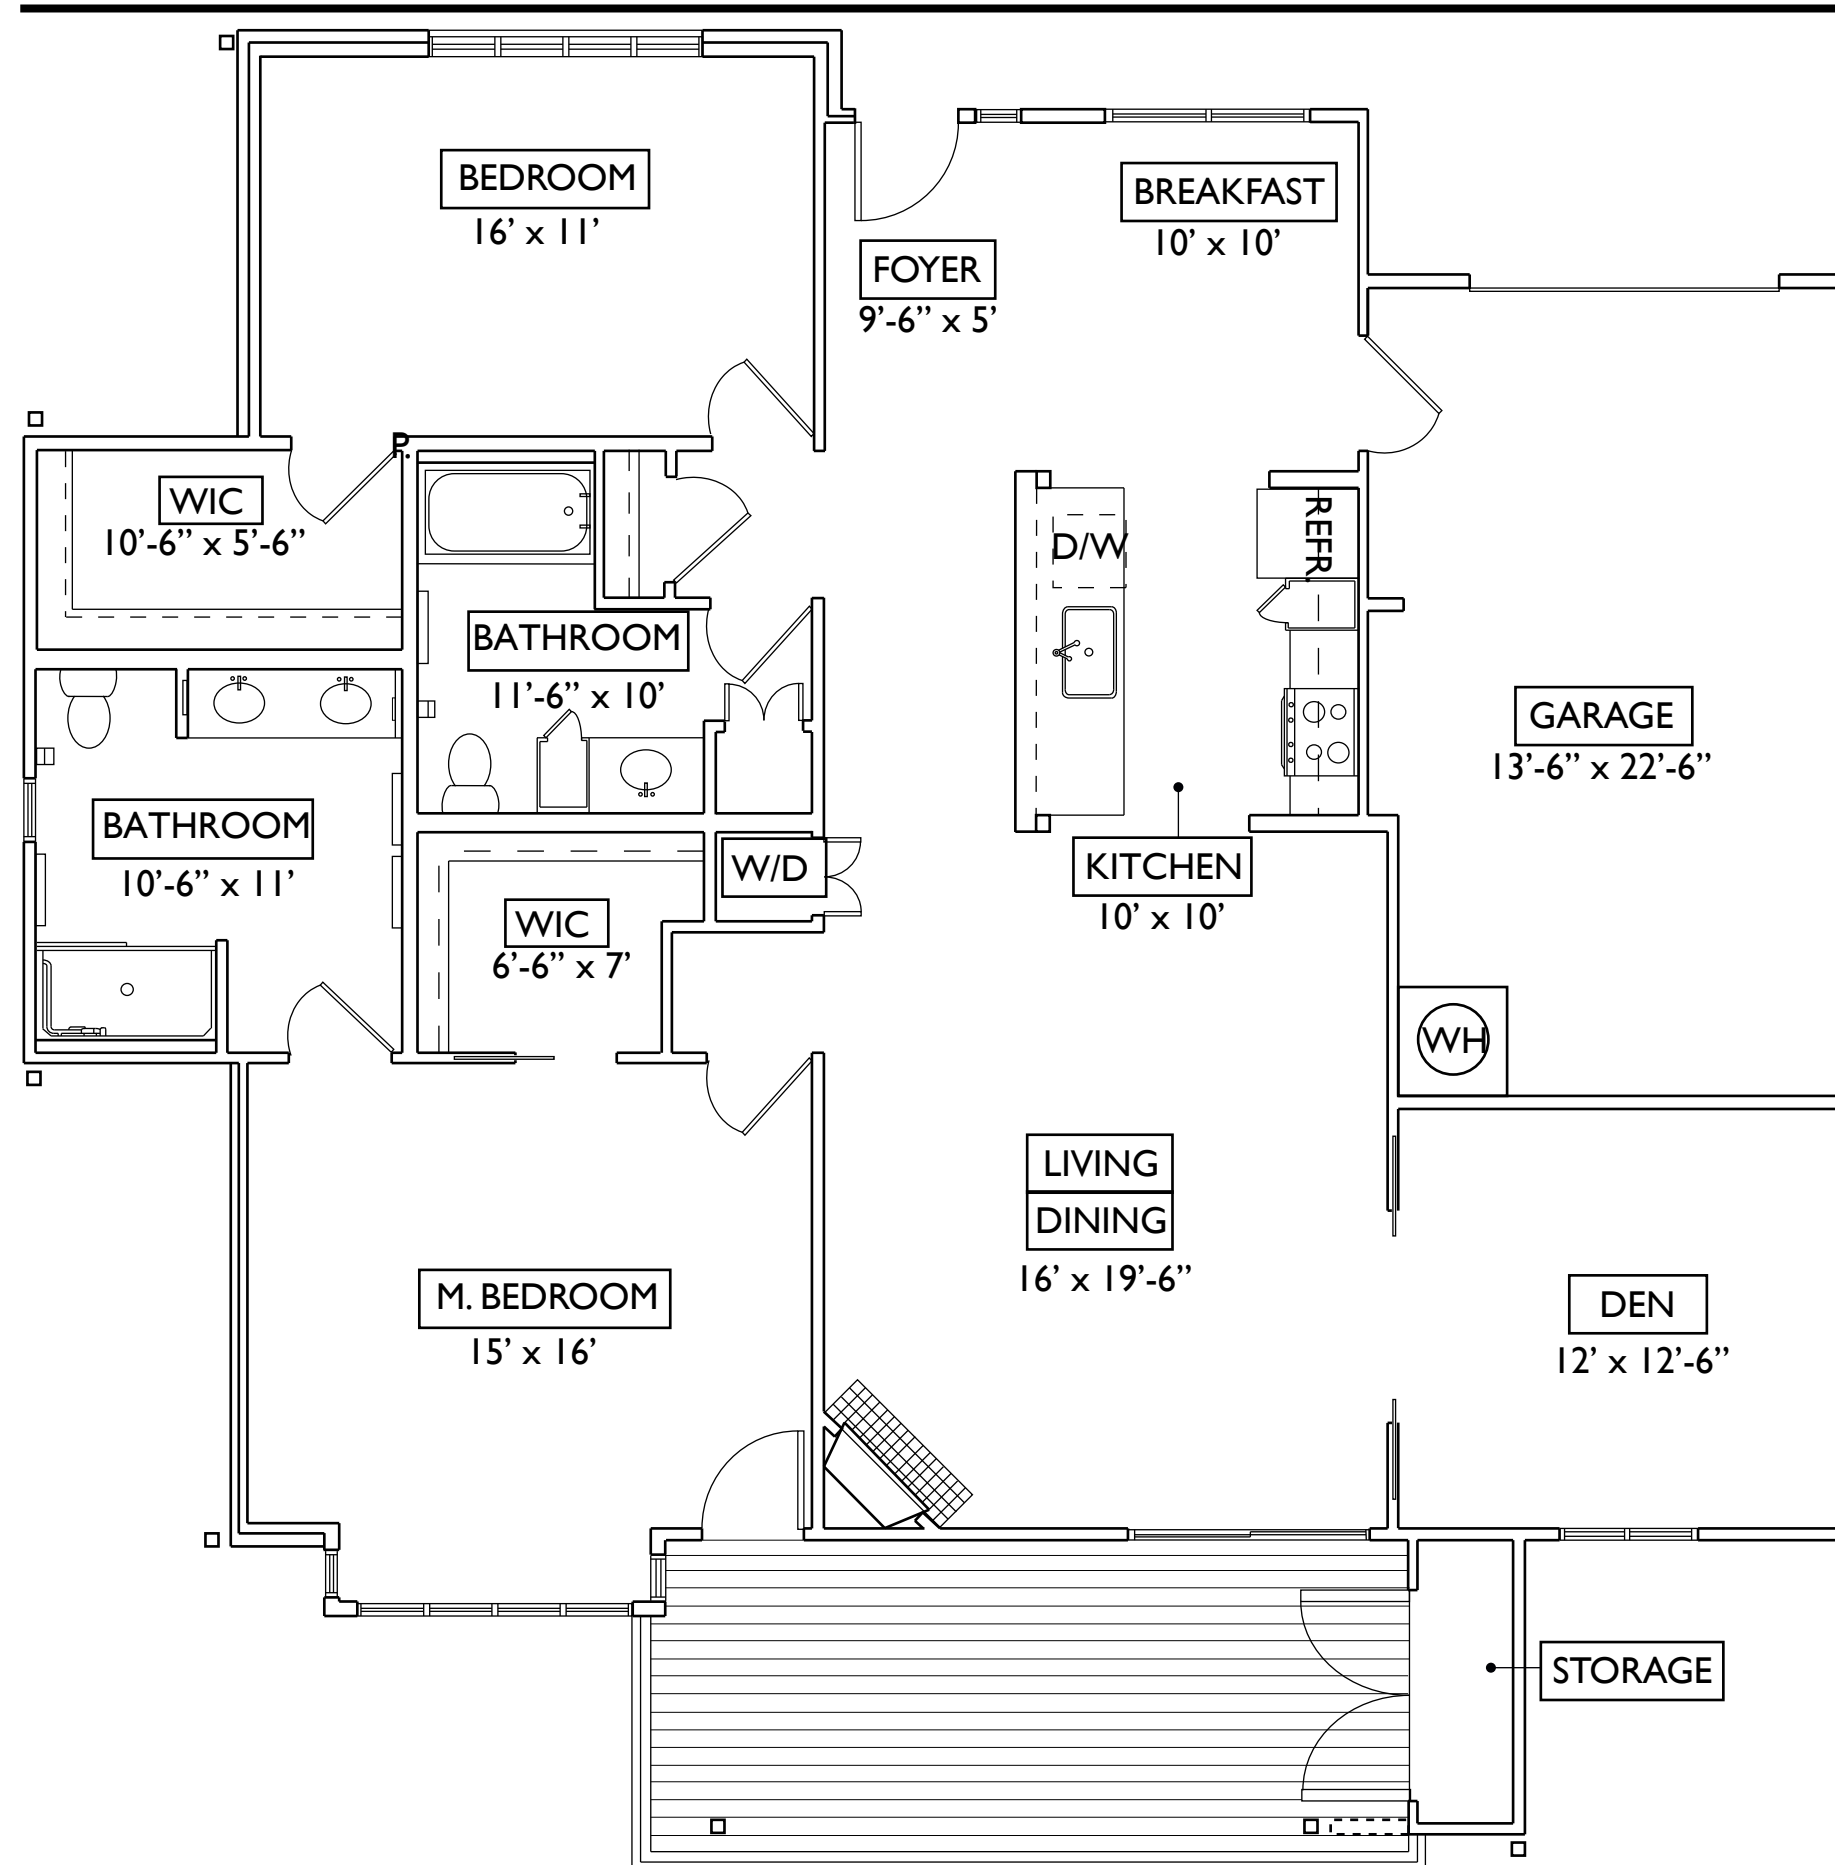 BEDROOM
16’ x 11’
BREAKFAST
10’ x 10’
FOYER
9’-6” x 5’
P.
WIC
10’-6” x 5’-6”
D/W
REFR.
BATHROOM
11’-6” x 10’
GARAGE
13’-6” x 22’-6”
BATHROOM
10’-6” x 11’
W/D
KITCHEN
10’ x 10’
WIC
6’-6” x 7’
WH
LIVING
DINING
16’ x 19’-6”
M. BEDROOM
15’ x 16’
DEN
12’ x 12’-6”
STORAGE